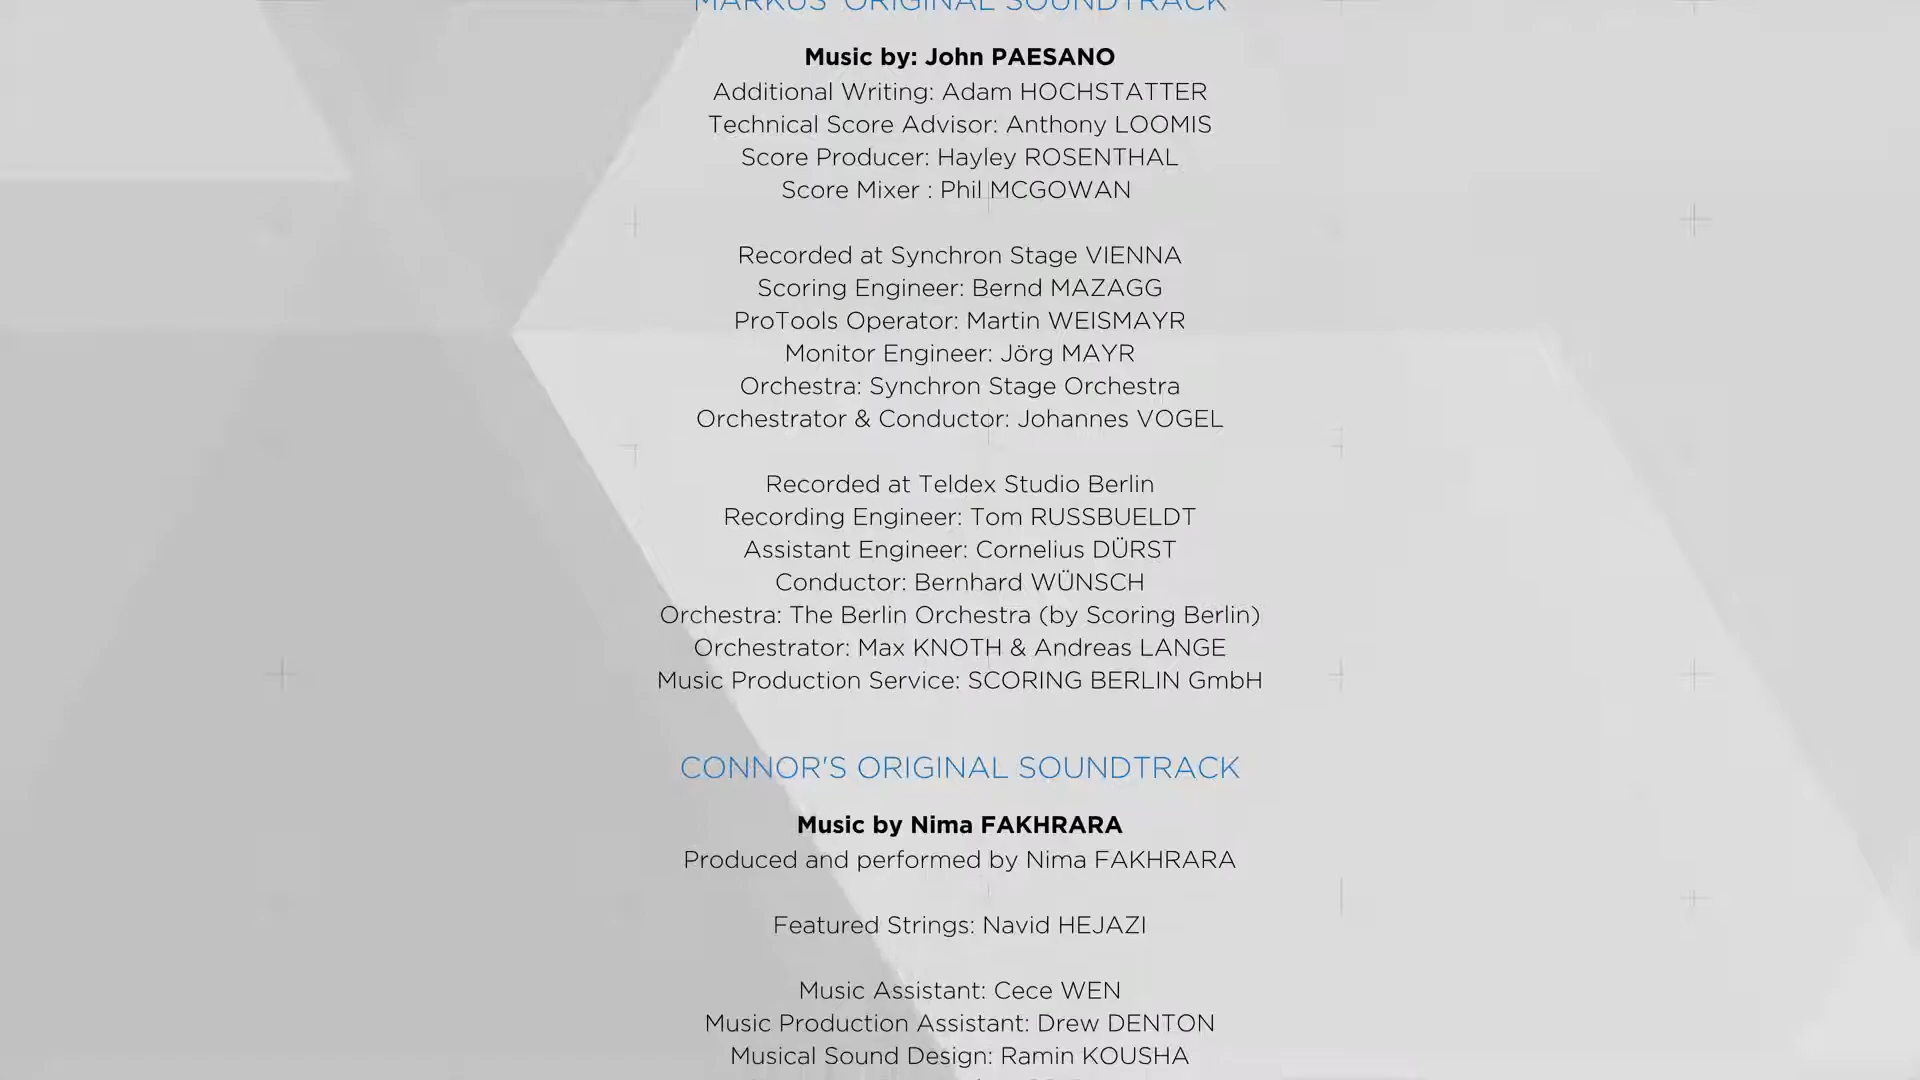 MARKUS' ORIGINAL SOUNDTRACK
Music by: John PAESANO
Additional Writing: Adam HOCHSTATTER
Technical Score Advisor: Anthony LOOMIS
Score Producer: Hayley ROSENTHAL
Score Mixer : Phil MCGOWAN
Recorded at Synchron Stage VIENNA
Scoring Engineer: Bernd MAZAGG
ProTools Operator: Martin WEISMAYR
Monitor Engineer: Jörg MAYR
Orchestra: Synchron Stage Orchestra
Orchestrator & Conductor: Johannes VOGEL
Recorded at Teldex Studio Berlin
Recording Engineer: Tom RUSSBUELDT
Assistant Engineer: Cornelius DÜRST
Conductor: Bernhard WÜNSCH
Orchestra: The Berlin Orchestra (by Scoring Berlin)
Orchestrator: Max KNOTH & Andreas LANGE
Music Production Service: SCORING BERLIN GmbH
CONNOR'S ORIGINAL SOUNDTRACK
Music by Nima FAKHRARA
Produced and performed by Nima FAKHRARA
Featured Strings: Navid HEJAZI
Music Assistant: Cece WEN
Music Production Assistant: Drew DENTON
Musical Sound Design: Ramin KOUSHA